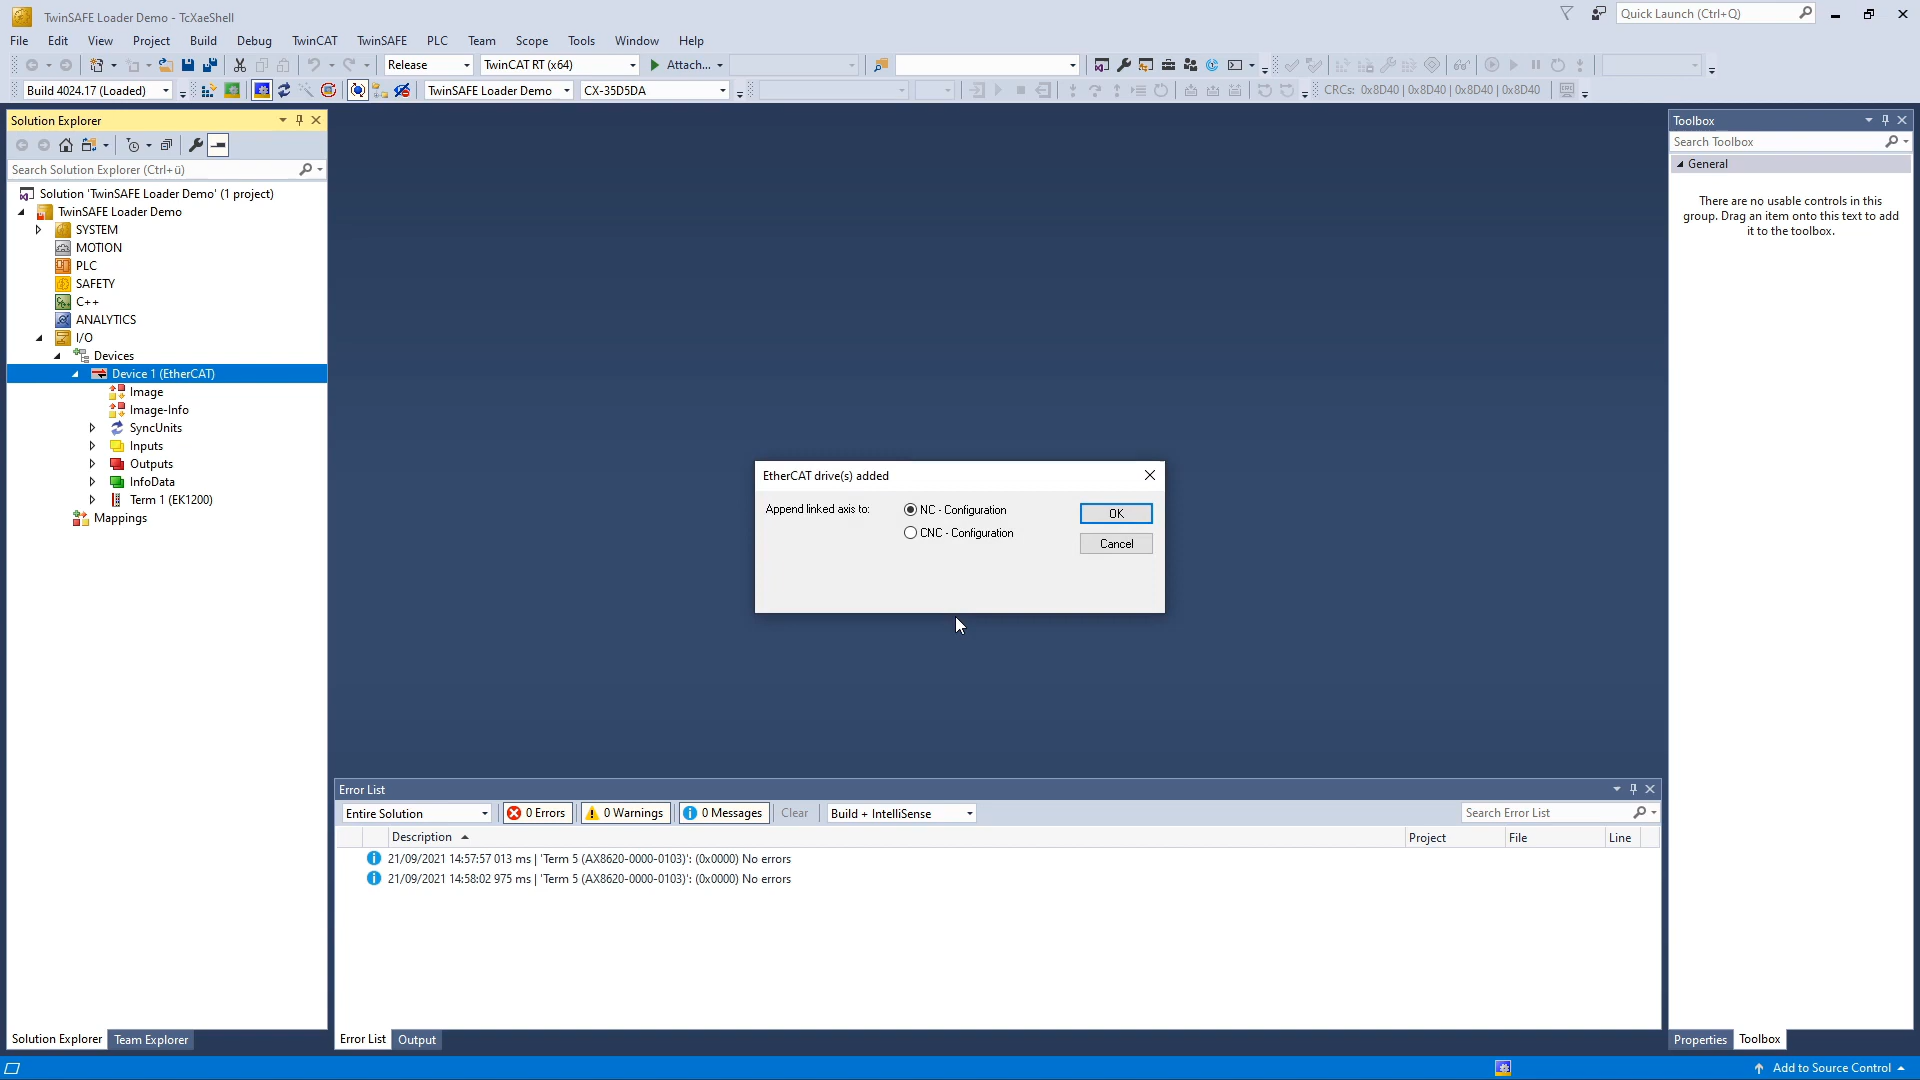 TwinSAFE Loader Demo - TcXaeShell
Quick Launch (Ctrl+Q)
File Edit View Project Build Debug TwinCAT TwinSAFE PLC Team Scope Tools Window Help
Release TwinCAT RT (x64) Attach...
Build 4024.17 (Loaded) TwinSAFE Loader Demo CX-35D5DA CRCs: 0x8D40 | 0x8D40 | 0x8D40 | 0x8D40
Solution Explorer
Search Solution Explorer (Ctrl+ü)
Solution 'TwinSAFE Loader Demo' (1 project)
TwinSAFE Loader Demo
SYSTEM
MOTION
PLC
SAFETY
C++
ANALYTICS
I/O
Devices
Device 1 (EtherCAT)
Image
Image-Info
SyncUnits
Inputs
Outputs
InfoData
Term 1 (EK1200)
Mappings
Solution Explorer Team Explorer
EtherCAT drive(s) added
Append linked axis to: NC - Configuration OK
CNC - Configuration
Cancel
Error List
Entire Solution 0 Errors 0 Warnings 0 Messages Clear Build + IntelliSense Search Error List
Description Project File Line
21/09/2021 14:57:57 013 ms | 'Term 5 (AX8620-0000-0103)': (0x0000) No errors
21/09/2021 14:58:02 975 ms | 'Term 5 (AX8620-0000-0103)': (0x0000) No errors
Error List Output
Toolbox
Search Toolbox
General
There are no usable controls in this
group. Drag an item onto this text to add
it to the toolbox.
Properties Toolbox
Add to Source Control